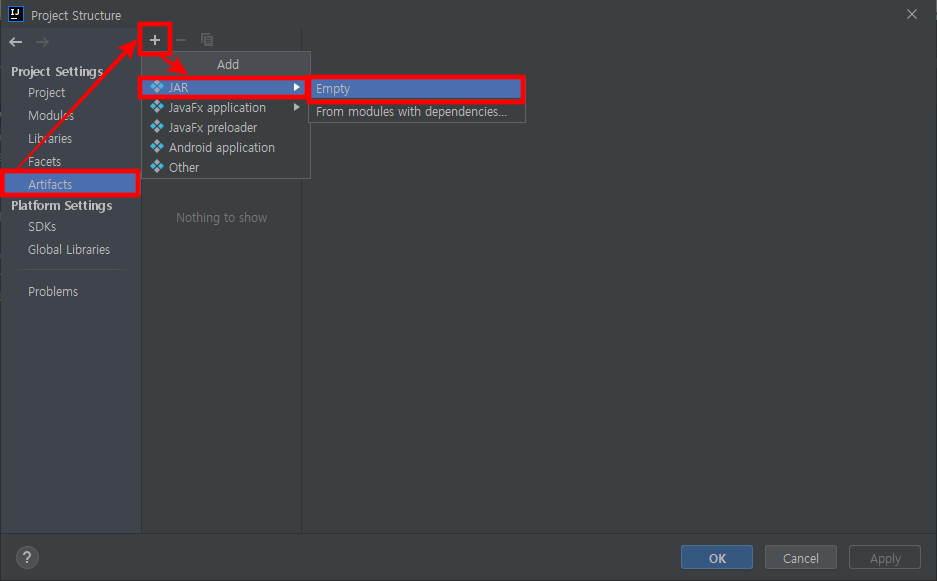 Project Structure
Project Settings
Project
Modules
Libraries
Facets
Artifacts
Platform Settings
SDKs
Global Libraries
Problems
Add
JAR
JavaFx application
JavaFx preloader
Android application
Other
Empty
From modules with dependencies...
Nothing to show
?
OK
Cancel
Apply